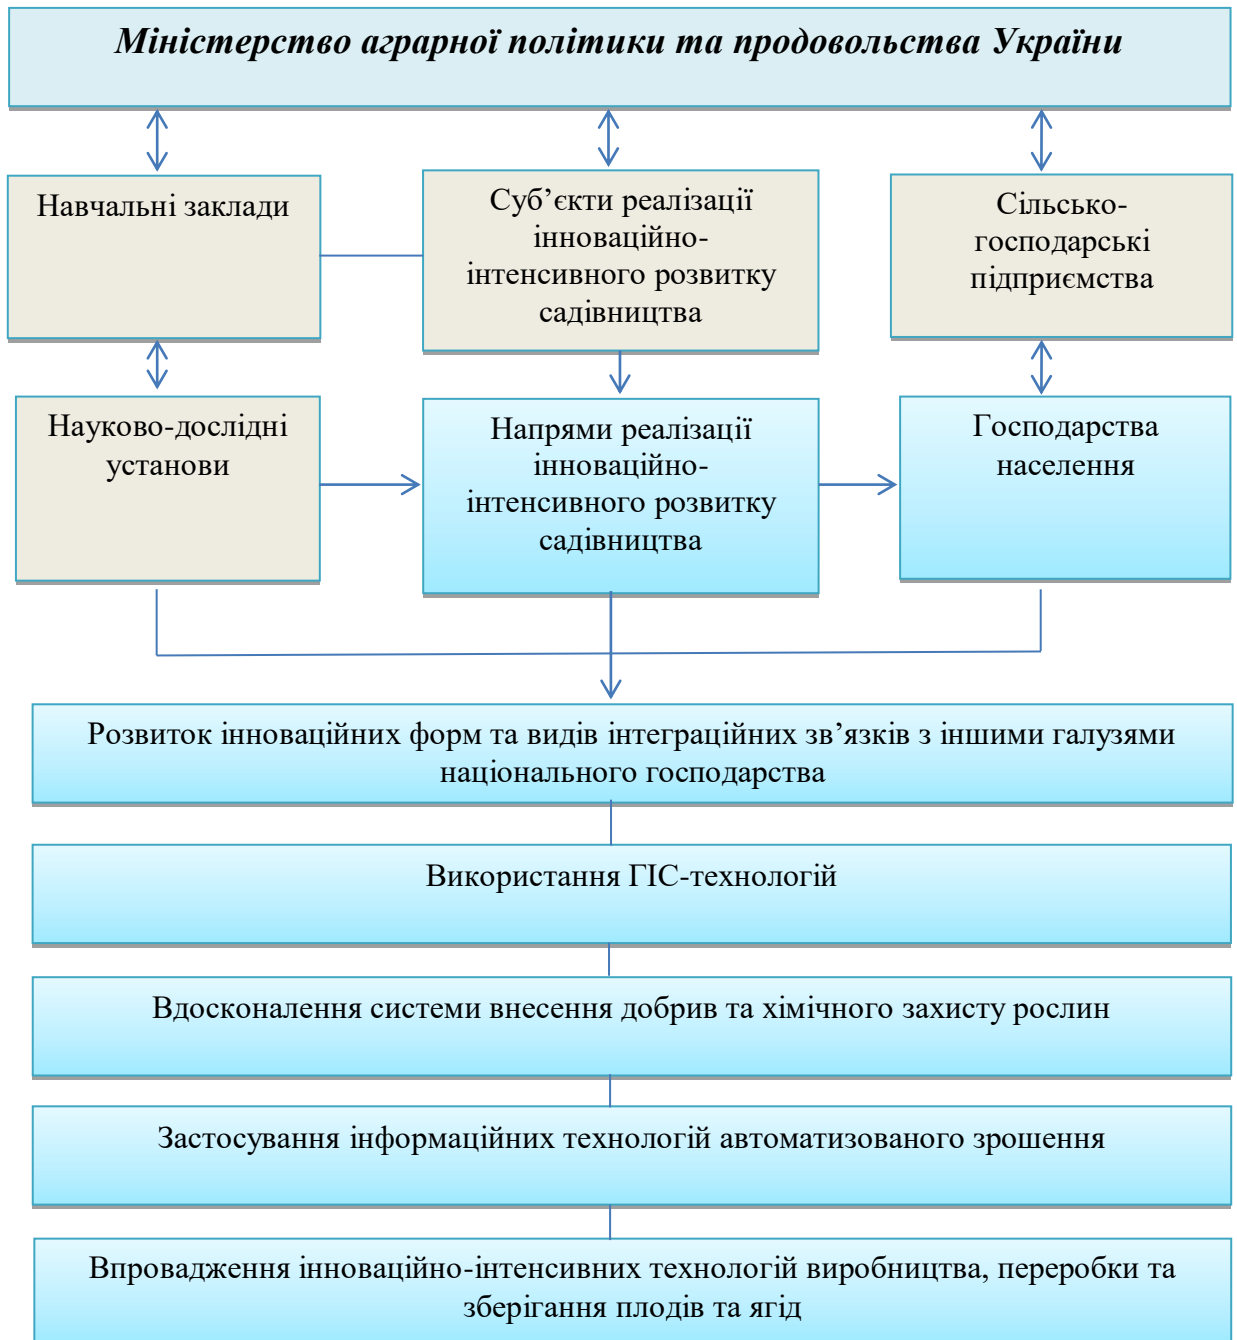 Міністерство аграрної політики та продовольства України
Навчальні заклади
Суб’єкти реалізації
інноваційно-
інтенсивного розвитку
садівництва
Сільсько-
господарські
підприємства
Науково-дослідні
установи
Напрями реалізації
інноваційно-
інтенсивного розвитку
садівництва
Господарства
населення
Розвиток інноваційних форм та видів інтеграційних зв’язків з іншими галузями
національного господарства
Використання ГІС-технологій
Вдосконалення системи внесення добрив та хімічного захисту рослин
Застосування інформаційних технологій автоматизованого зрошення
Впровадження інноваційно-інтенсивних технологій виробництва, переробки та
зберігання плодів та ягід